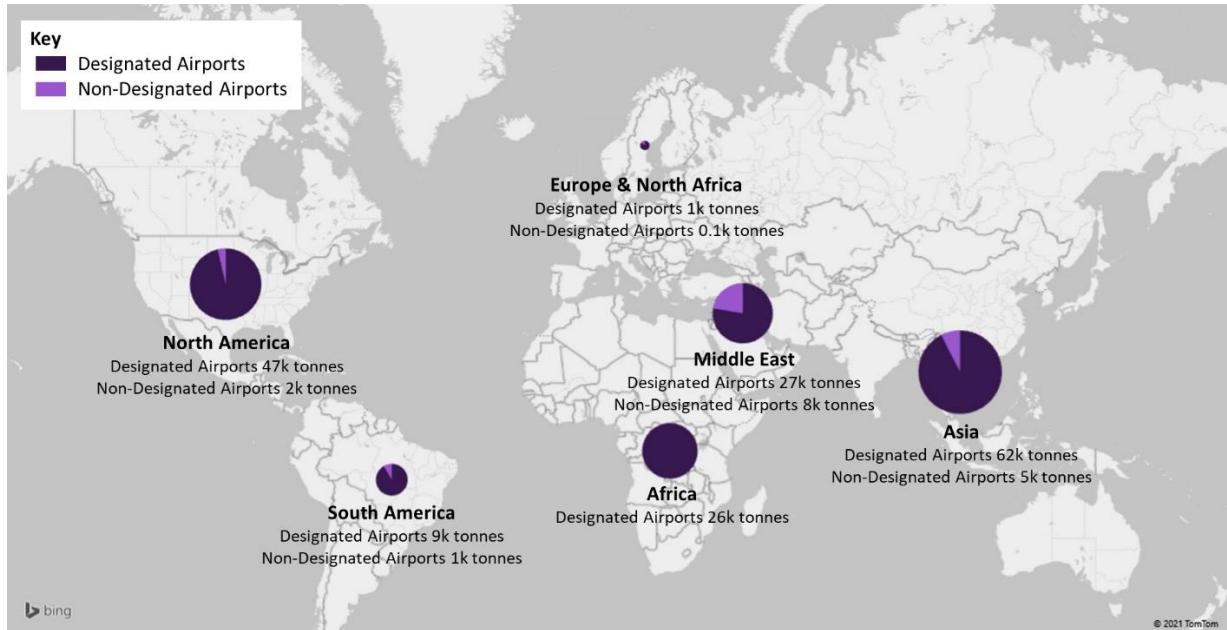 Key
Designated Airports
Non-Designated Airports
Europe & North Africa
Designated Airports 1k tonnes
Non-Designated Airports 0.1k tonnes
North America
Designated Airports 47k tonnes
Non-Designated Airports 2k tonnes
Middle East
Designated Airports 27k tonnes
Non-Designated Airports 8k tonnes
Asia
Designated Airports 62k tonnes
Non-Designated Airports 5k tonnes
Africa
Designated Airports 26k tonnes
South America
Designated Airports 9k tonnes
Non-Designated Airports 1k tonnes
bing
© 2021 TomTom